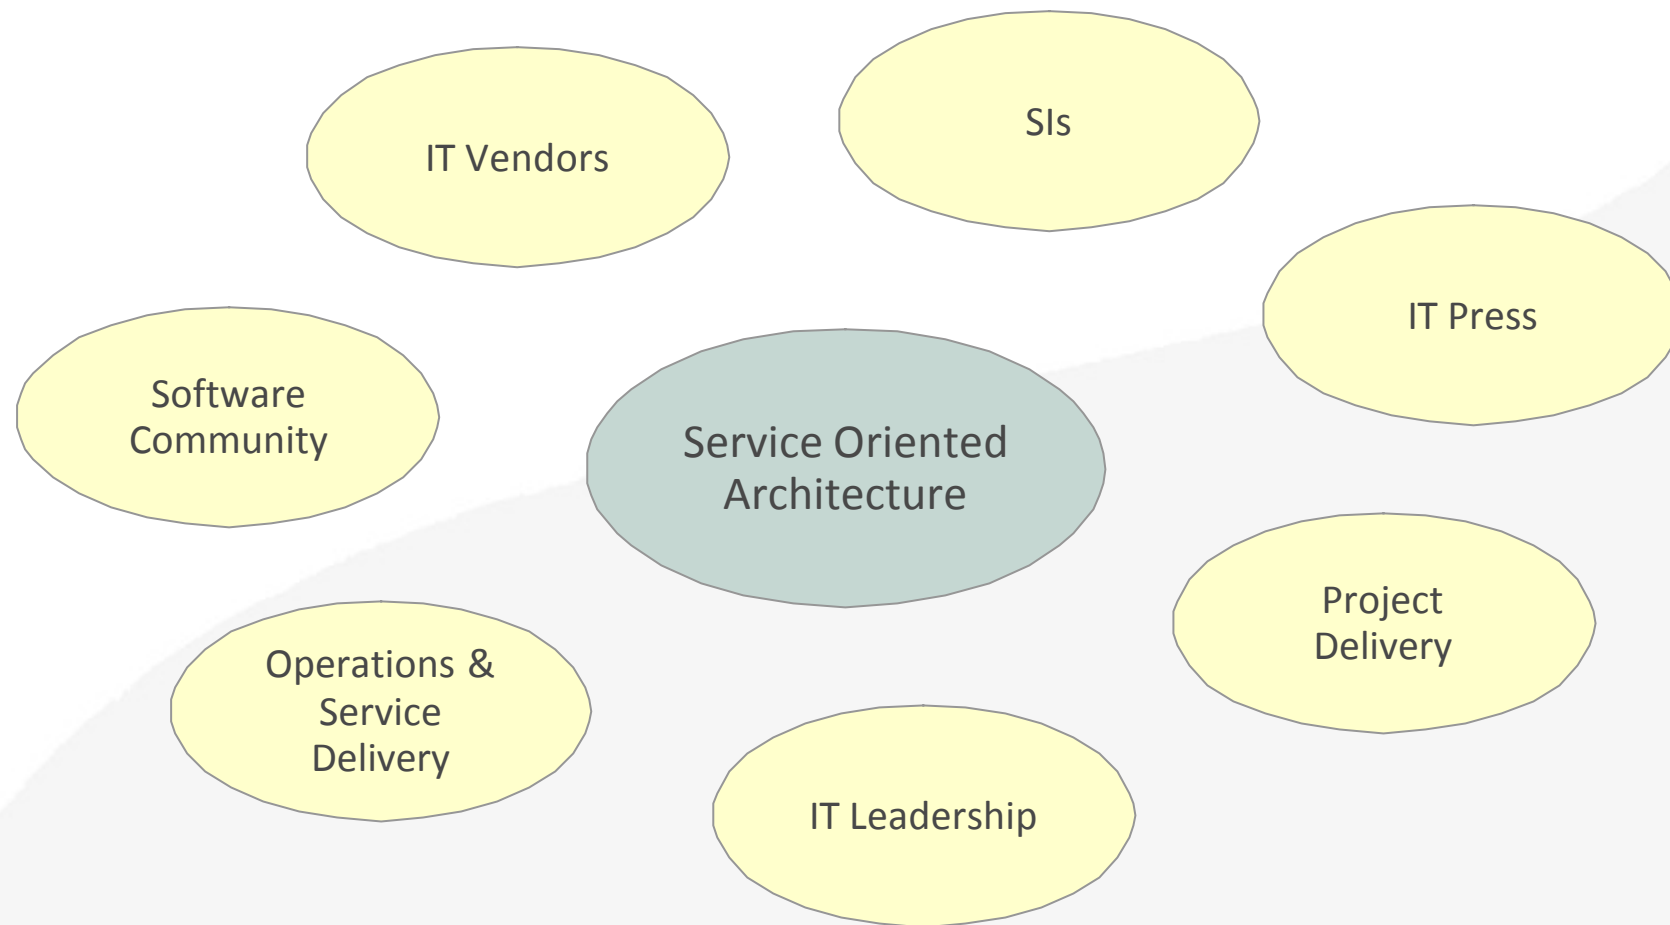 SIs
IT Vendors
IT Press
Software
Community
Service Oriented
Architecture
Project
Delivery
Operations &
Service
Delivery
IT Leadership